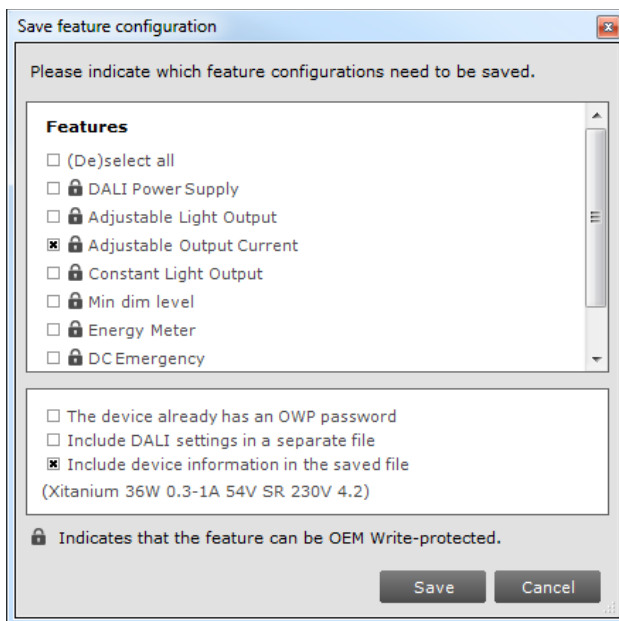 Save feature configuration
Please indicate which feature configurations need to be saved.
Features
(De)select all
DALI Power Supply
Adjustable Light Output
Adjustable Output Current
Constant Light Output
Min dim level
Energy Meter
DC Emergency
The device already has an OWP password
Include DALI settings in a separate file
Include device information in the saved file
(Xitanium 36W 0.3-1A 54V SR 230V 4.2)
Indicates that the feature can be OEM Write-protected.
Save Cancel